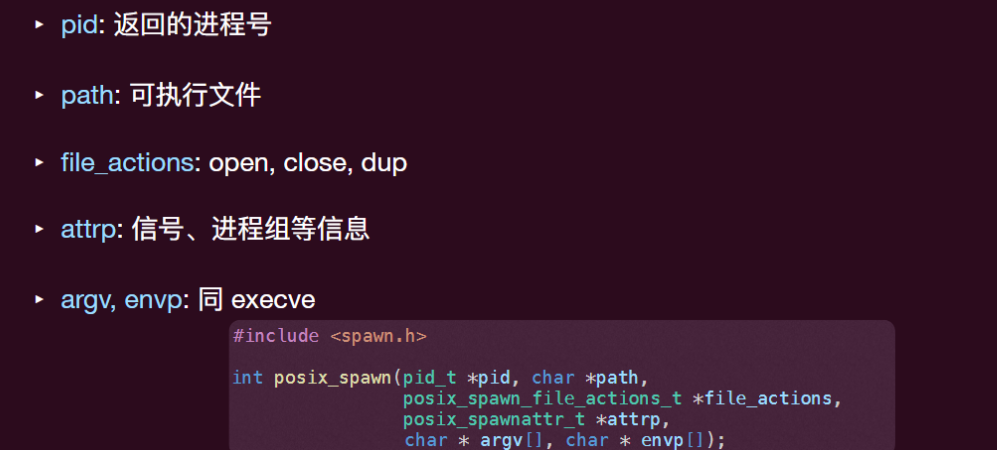 ▸ pid: 返回的进程号
▸ path: 可执行文件
▸ file_actions: open, close, dup
▸ attrp: 信号、进程组等信息
▸ argv, envp: 同 execve
#include <spawn.h>
int posix_spawn(pid_t *pid, char *path,
posix_spawn_file_actions_t *file_actions,
posix_spawnattr_t *attrp,
char * argv[], char * envp[]);